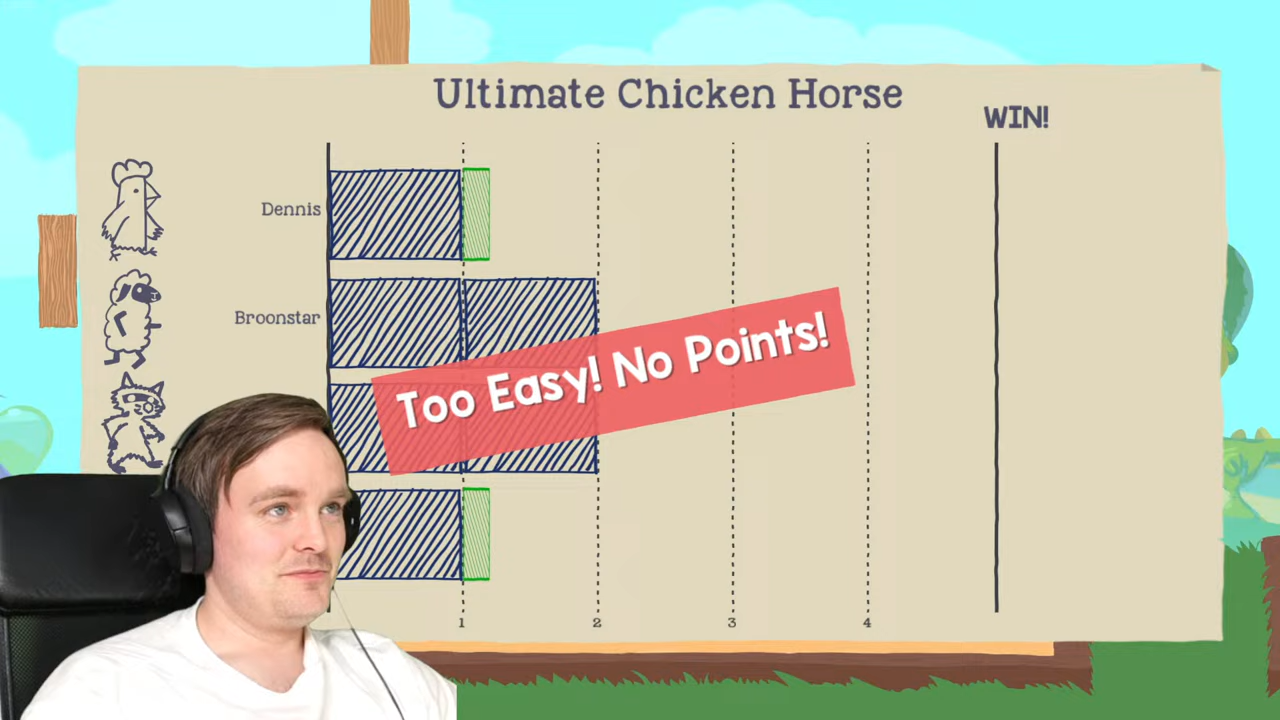 Ultimate Chicken Horse
WIN!
Dennis
Broonstar
Too Easy! No Points!
1 2 3 4